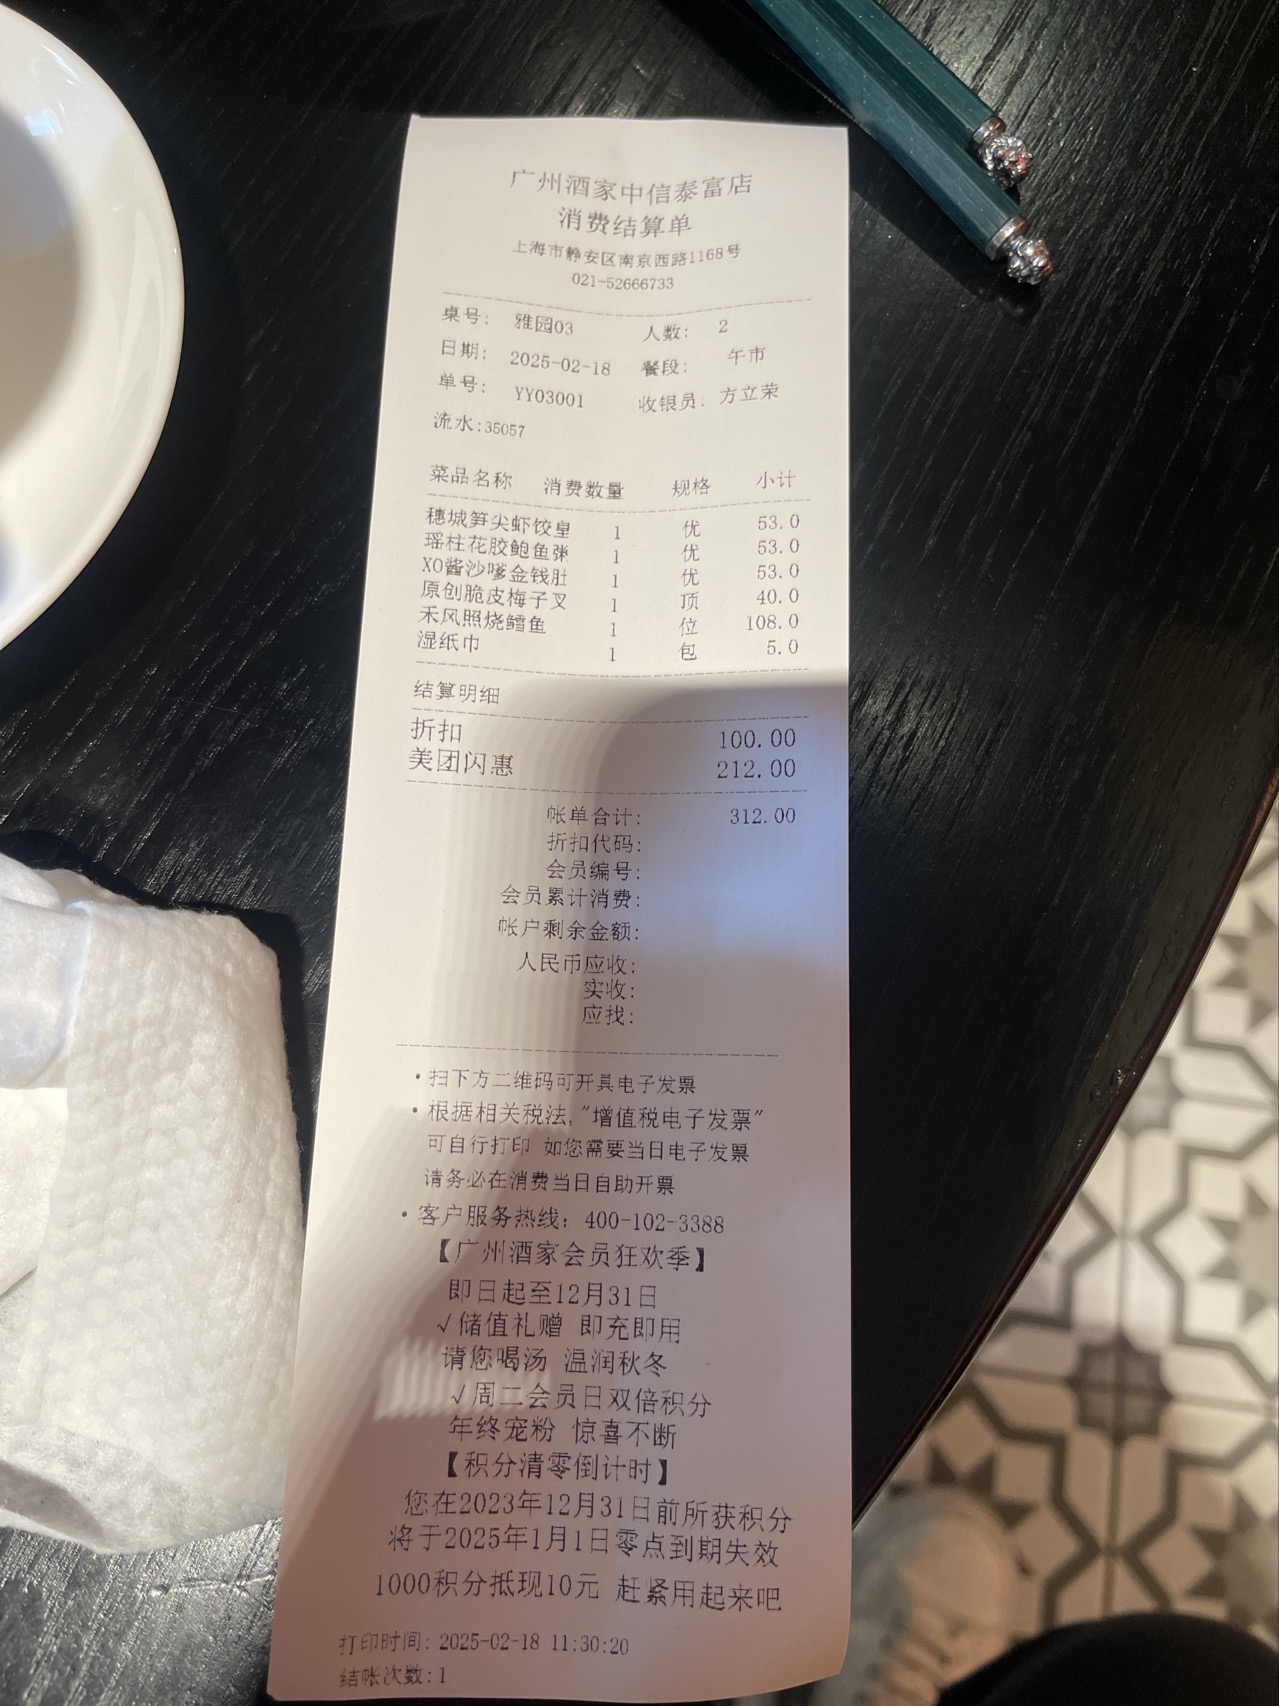 广州酒家中信泰富店
消费结算单
上海市静安区南京西路1168号
021-52666733
桌号: 雅园03 人数: 2
日期: 2025-02-18 餐段: 午市
单号: YY03001 收银员: 方立荣
流水:35057
菜品名称 消费数量 规格 小计
穗城笋尖虾饺皇 1 优 53.0
瑶柱花胶鲍鱼粥 1 优 53.0
XO酱沙嗲金钱肚 1 优 53.0
原创脆皮梅子叉 1 顶 40.0
禾风照烧鳕鱼 1 位 108.0
湿纸巾 1 包 5.0
结算明细
折扣 100.00
美团闪惠 212.00
帐单合计: 312.00
折扣代码:
会员编号:
会员累计消费:
帐户剩余金额:
人民币应收:
实收:
应找:
·扫下方二维码可开具电子发票
·根据相关税法,"增值税电子发票"
可自行打印 如您需要当日电子发票
请务必在消费当日自助开票
·客户服务热线: 400-102-3388
【广州酒家会员狂欢季】
即日起至12月31日
√储值礼赠 即充即用
请您喝汤 温润秋冬
√周二会员日双倍积分
年终宠粉 惊喜不断
【积分清零倒计时】
您在2023年12月31日前所获积分
将于2025年1月1日零点到期失效
1000积分抵现10元 赶紧用起来吧
打印时间: 2025-02-18 11:30:20
结帐次数:1